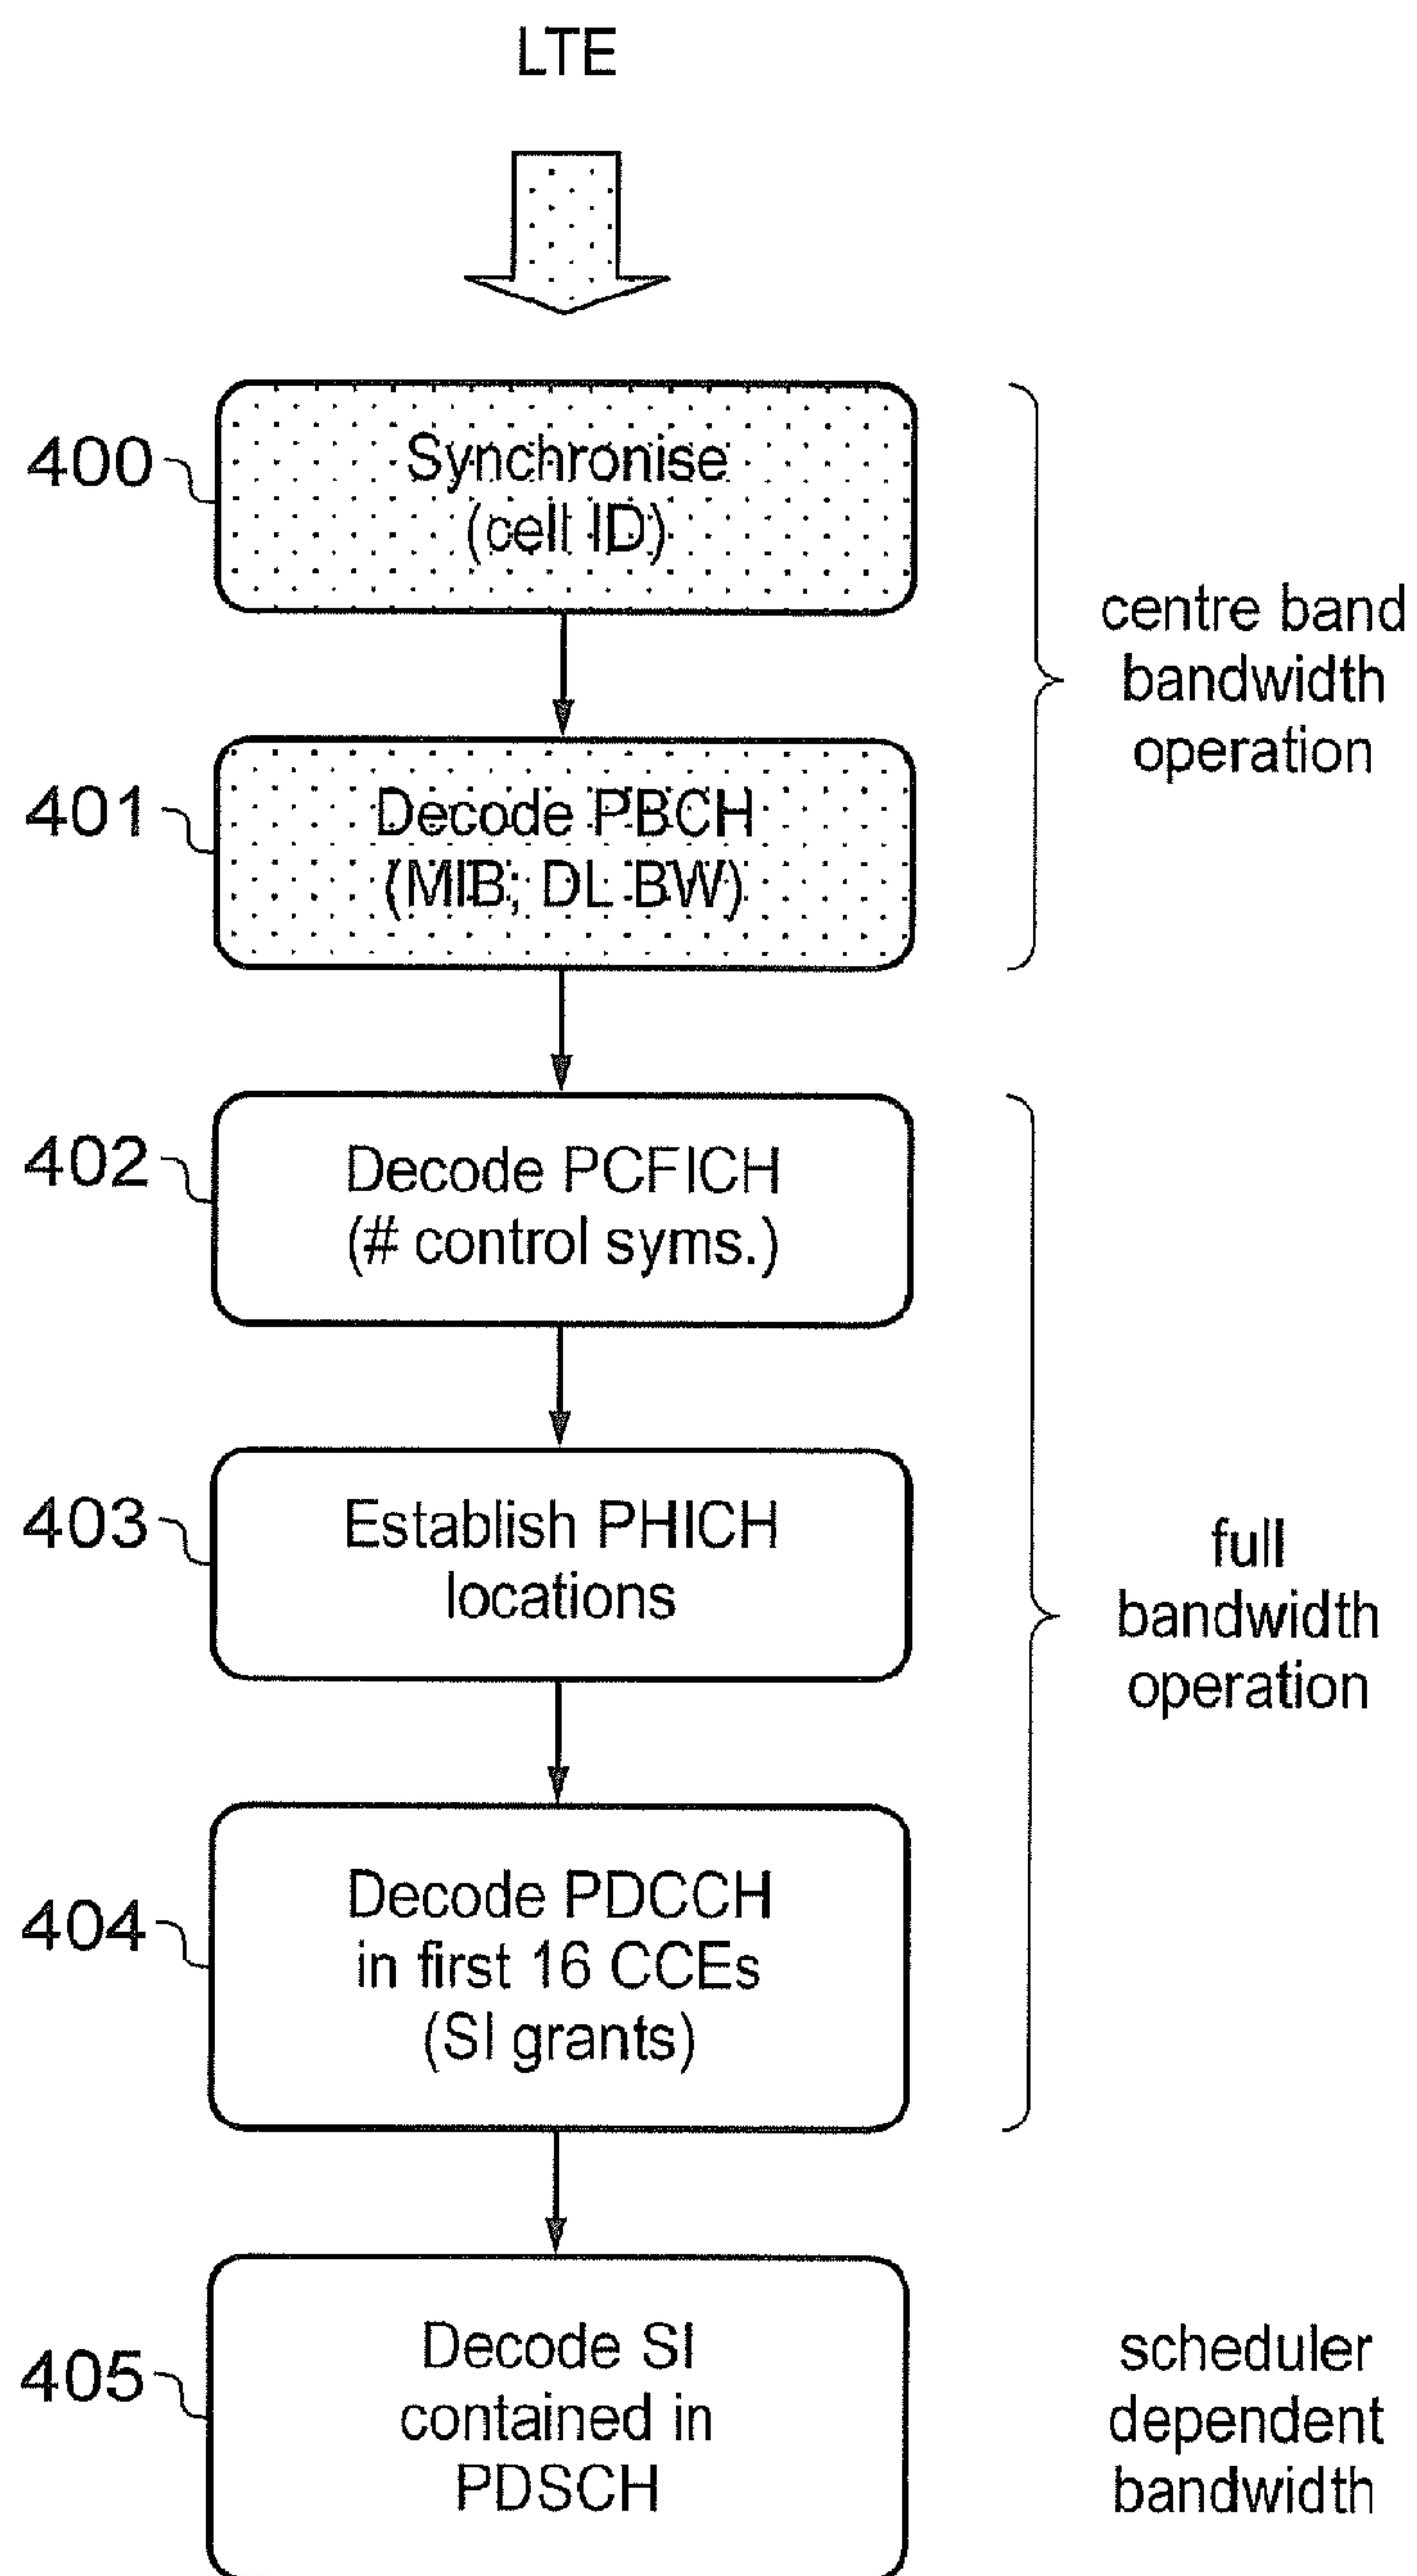 LTE
400
Synchronise
(cell ID)
centre band
bandwidth
operation
401
Decode PBCH
(MIB; DL BW)
402
Decode PCFICH
(# control syms.)
403
Establish PHICH
locations
full
bandwidth
operation
404
Decode PDCCH
in first 16 CCEs
(SI grants)
405
Decode SI
contained in
PDSCH
scheduler
dependent
bandwidth